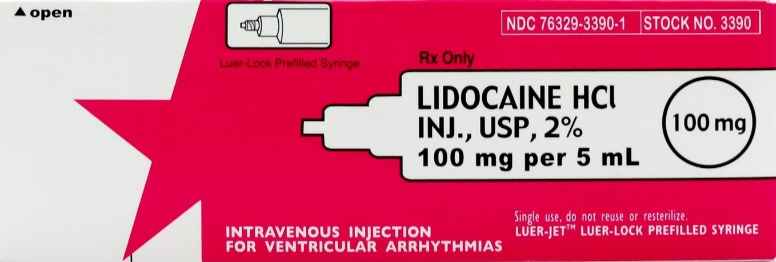 ▲ open
NDC 76329-3390-1 STOCK NO. 3390
Luer-Lock Prefilled Syringe
Rx Only
LIDOCAINE HCl
INJ., USP, 2%
100 mg per 5 mL
100 mg
Single use, do not reuse or resterilize.
LUER-JET™ LUER-LOCK PREFILLED SYRINGE
INTRAVENOUS INJECTION
FOR VENTRICULAR ARRHYTHMIAS